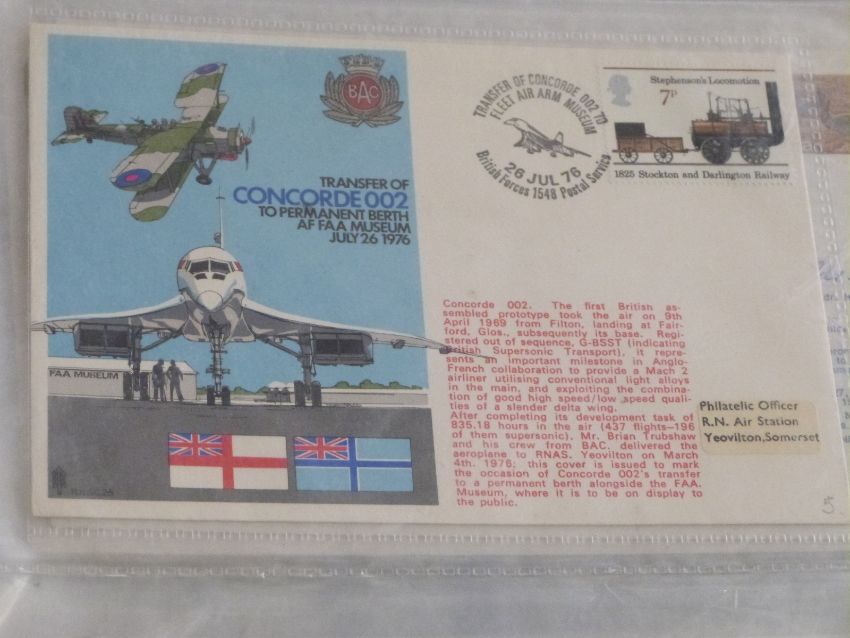 BAC
TRANSFER OF
CONCORDE 002
TO PERMANENT BERTH
AF FAA MUSEUM
JULY 26 1976
FAA MUSEUM
TRANSFER OF CONCORDE 002 TO
FLEET AIR ARM MUSEUM
26 JUL 76
British Forces 1548 Postal Service
Stephenson's Locomotion
7P
1825 Stockton and Darlington Railway
Concorde 002. The first British as-
sembled prototype took the air on 9th
April 1969 from Filton, landing at Fair-
ford, Glos., subsequently its base. Regi-
stered out of sequence, G-BSST (indicating
British Supersonic Transport), it repre-
sents an important milestone in Anglo-
French collaboration to provide a Mach 2
airliner utilising conventional light alloys
in the main, and exploiting the combina-
tion of good high speed/low speed quali-
ties of a slender delta wing.
After completing its development task of
835.18 hours in the air (437 flights-196
of them supersonic), Mr. Brian Trubshaw
and his crew from BAC. delivered the
aeroplane to RNAS. Yeovilton on March
4th. 1976; this cover is issued to mark
the occasion of Concorde 002's transfer
to a permanent berth alongside the FAA.
Museum, where it is to be on display to
the public.
Philatelic Officer
R.N. Air Station
Yeovilton,Somerset